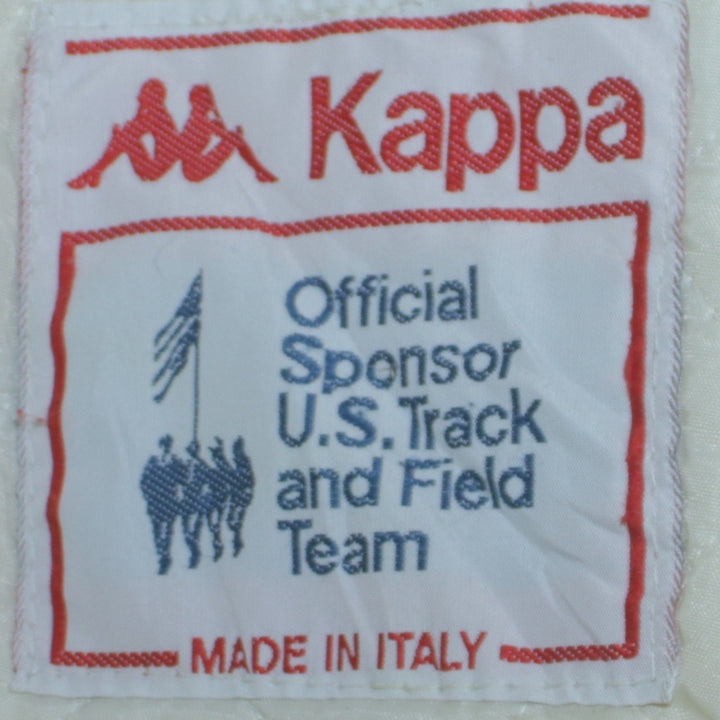 Kappa
Official
Sponsor
U.S. Track
and Field
Team
MADE IN ITALY